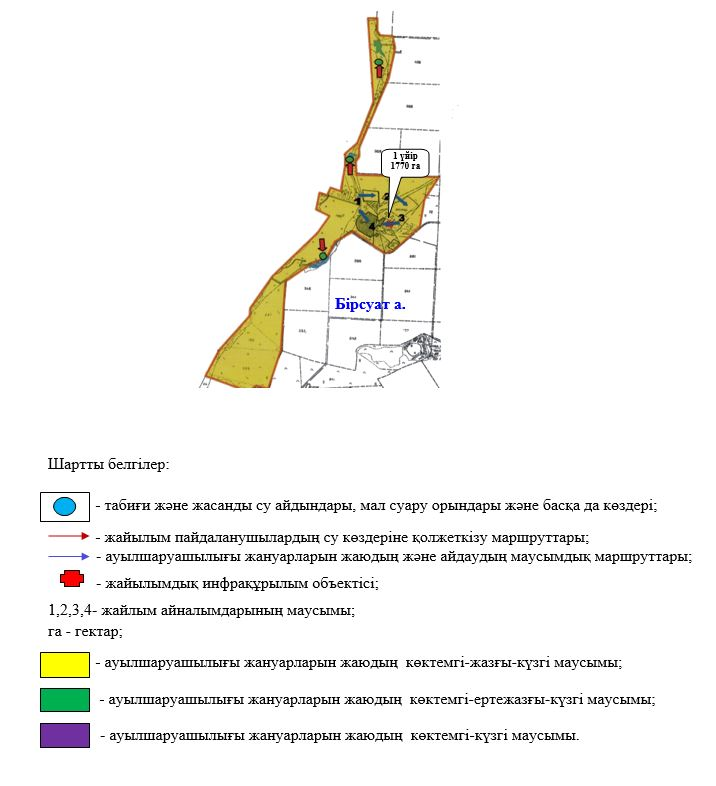 1 үйір
1770 га
1
2
3
4
Бірсуат а.
Шартты белгілер:
- табиғи және жасанды су айдындары, мал суару орындары және басқа да көздері;
- жайылым пайдаланушылардың су көздеріне қолжеткізу маршруттары;
- ауылшаруашылығы жануарларын жаюдың және айдаудың маусымдық маршруттары;
- жайылымдық инфрақұрылым объектісі;
1,2,3,4- жайлым айналымдарының маусымы;
га - гектар;
- ауылшаруашылығы жануарларын жаюдың көктемгі-жазғы-күзгі маусымы;
- ауылшаруашылығы жануарларын жаюдың көктемгі-ертежазғы-күзгі маусымы;
- ауылшаруашылығы жануарларын жаюдың көктемгі-күзгі маусымы.